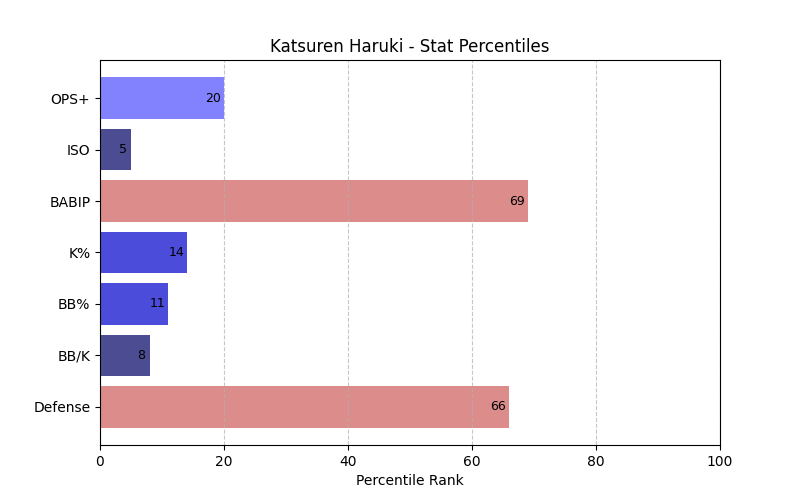 Katsuren Haruki - Stat Percentiles
OPS+ 20
ISO 5
BABIP 69
K% 14
BB% 11
BB/K 8
Defense 66
0 20 40 60 80 100
Percentile Rank